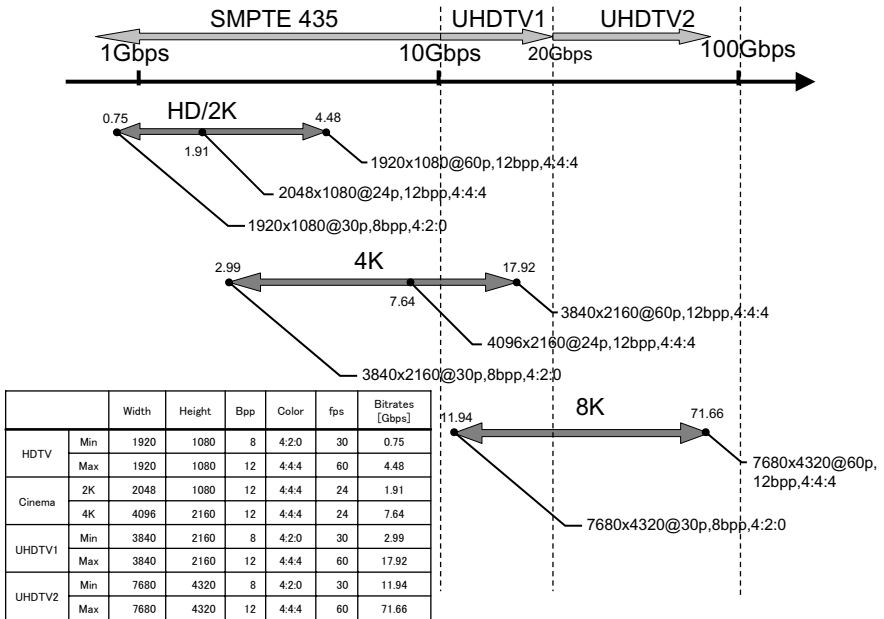 SMPTE 435
UHDTV1
UHDTV2
1Gbps
10Gbps
20Gbps
100Gbps
HD/2K
0.75
4.48
1.91
1920x1080@60p,12bpp,4:4:4
2048x1080@24p,12bpp,4:4:4
1920x1080@30p,8bpp,4:2:0
4K
2.99
17.92
7.64
3840x2160@60p,12bpp,4:4:4
4096x2160@24p,12bpp,4:4:4
3840x2160@30p,8bpp,4:2:0
8K
11.94
71.66
7680x4320@60p,
12bpp,4:4:4
7680x4320@30p,8bpp,4:2:0
Width Height Bpp Color fps Bitrates
[Gbps]
HDTV Min 1920 1080 8 4:2:0 30 0.75
Max 1920 1080 12 4:4:4 60 4.48
Cinema 2K 2048 1080 12 4:4:4 24 1.91
4K 4096 2160 12 4:4:4 24 7.64
UHDTV1 Min 3840 2160 8 4:2:0 30 2.99
Max 3840 2160 12 4:4:4 60 17.92
UHDTV2 Min 7680 4320 8 4:2:0 30 11.94
Max 7680 4320 12 4:4:4 60 71.66